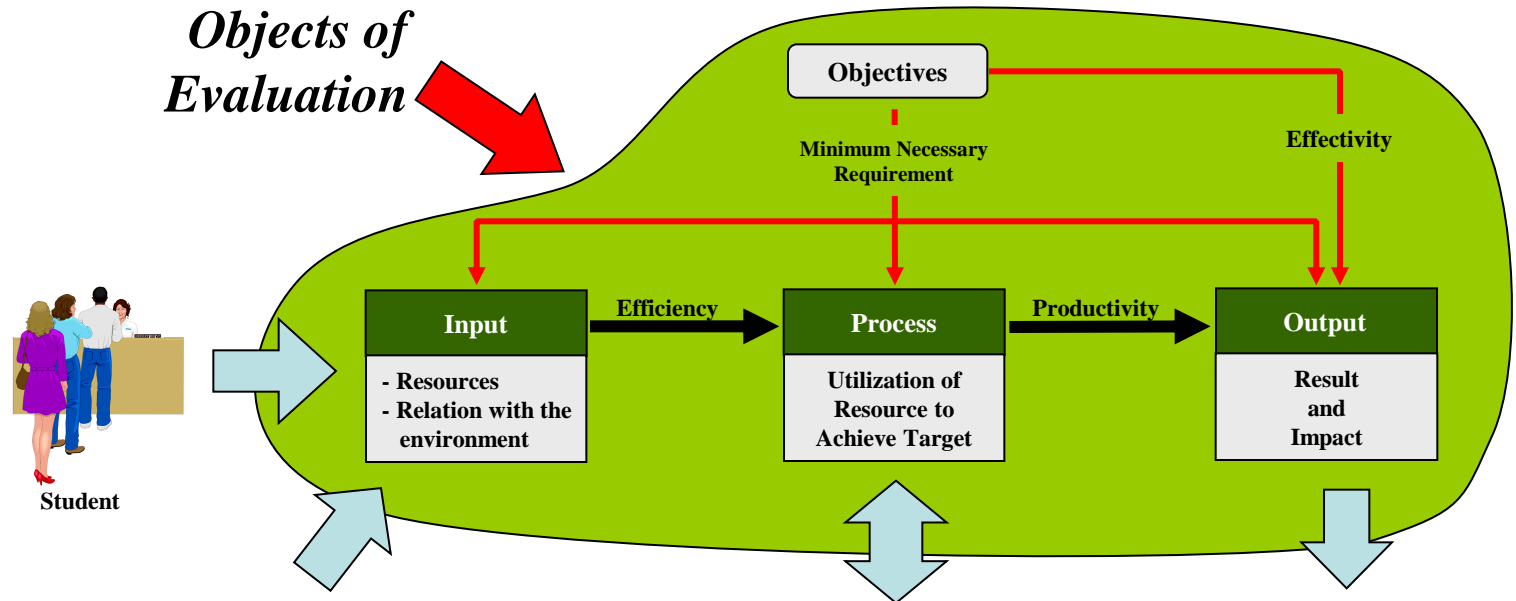 Objects of
Evaluation
Objectives
Minimum Necessary
Requirement
Effectivity
Input
Efficiency
Process
Productivity
Output
- Resources
- Relation with the
environment
Utilization of
Resource to
Achieve Target
Result
and
Impact
Student